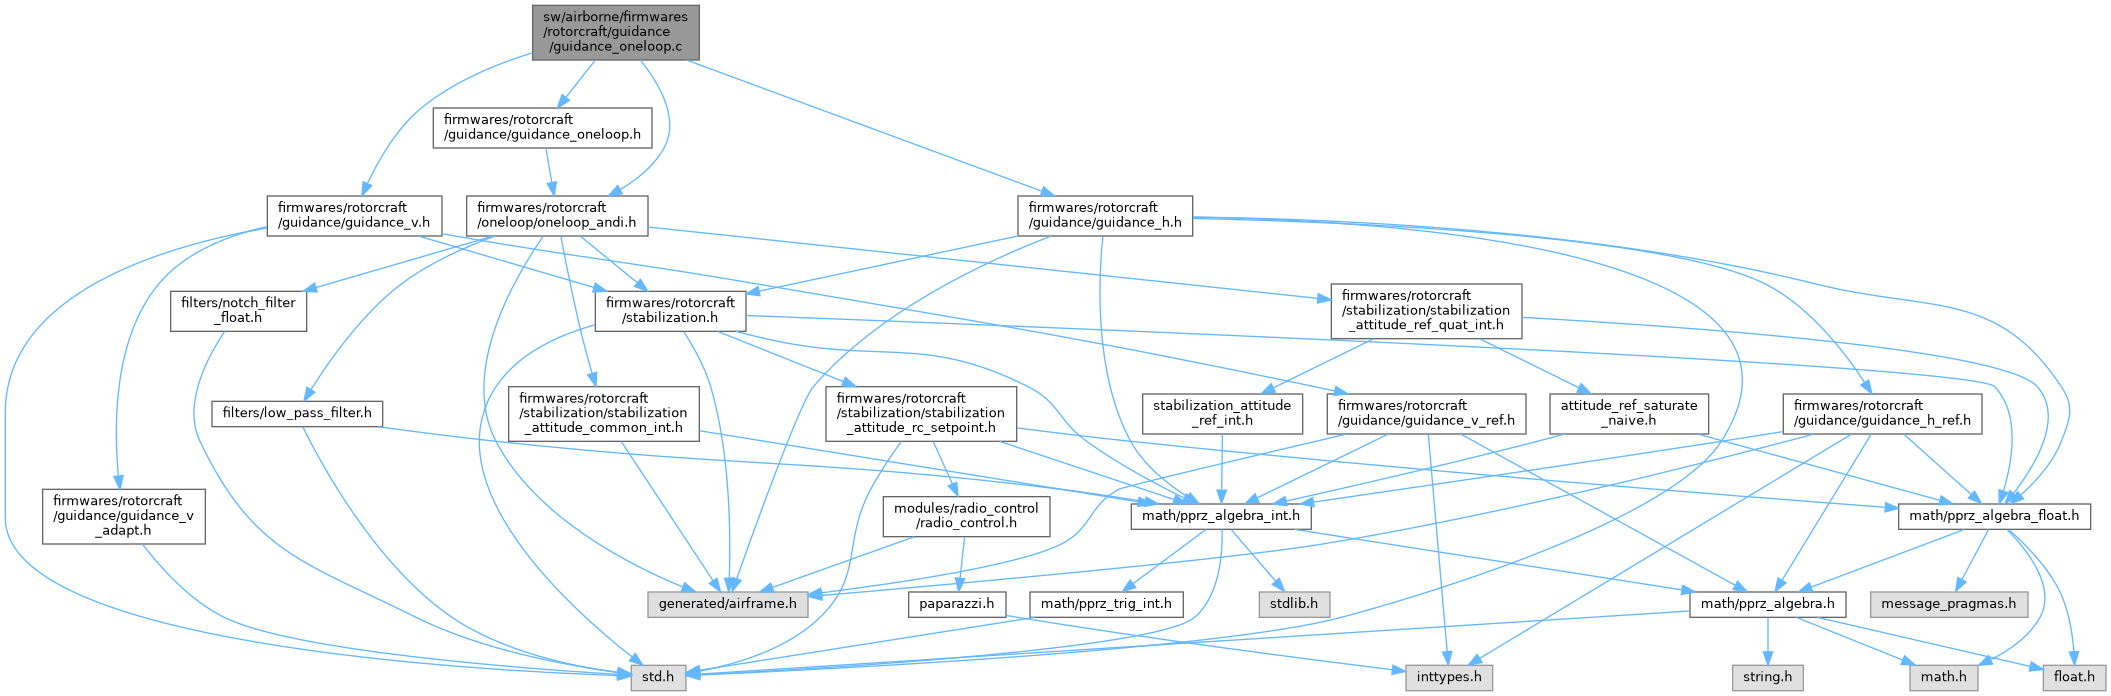 sw/airborne/firmwares
/rotorcraft/guidance
/guidance_oneloop.c
firmwares/rotorcraft
/guidance/guidance_oneloop.h
firmwares/rotorcraft
/guidance/guidance_v.h
firmwares/rotorcraft
/oneloop/oneloop_andi.h
firmwares/rotorcraft
/guidance/guidance_h.h
filters/notch_filter
_float.h
firmwares/rotorcraft
/stabilization.h
firmwares/rotorcraft
/stabilization/stabilization
_attitude_ref_quat_int.h
filters/low_pass_filter.h
firmwares/rotorcraft
/stabilization/stabilization
_attitude_common_int.h
firmwares/rotorcraft
/stabilization/stabilization
_attitude_rc_setpoint.h
stabilization_attitude
_ref_int.h
firmwares/rotorcraft
/guidance/guidance_v_ref.h
attitude_ref_saturate
_naive.h
firmwares/rotorcraft
/guidance/guidance_h_ref.h
firmwares/rotorcraft
/guidance/guidance_v
_adapt.h
modules/radio_control
/radio_control.h
math/pprz_algebra_int.h
math/pprz_algebra_float.h
generated/airframe.h
paparazzi.h
math/pprz_trig_int.h
stdlib.h
math/pprz_algebra.h
message_pragmas.h
std.h
inttypes.h
string.h
math.h
float.h